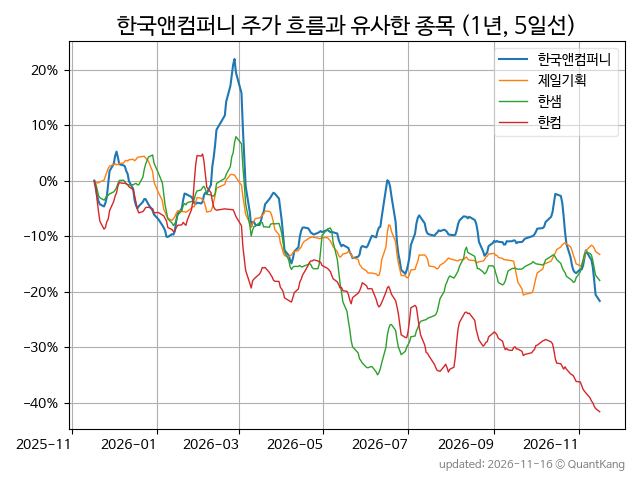 한국앤컴퍼니 주가 흐름과 유사한 종목 (1년, 5일선)
한국앤컴퍼니
제일기획
한샘
한컴
20%
10%
0%
-10%
-20%
-30%
-40%
2025-11
2026-01
2026-03
2026-05
2026-07
2026-09
2026-11
updated: 2026-11-16 © QuantKang